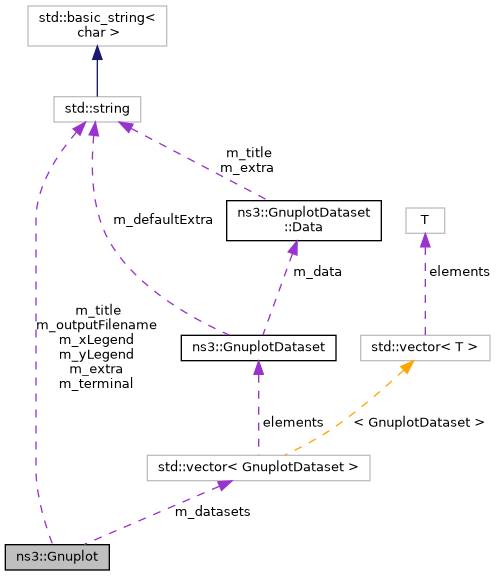 std::basic_string<
char >
std::string
m_title
m_extra
ns3::GnuplotDataset
::Data
T
m_defaultExtra
m_data
elements
m_title
m_outputFilename
m_xLegend
m_yLegend
m_extra
m_terminal
ns3::GnuplotDataset
std::vector< T >
elements
< GnuplotDataset >
std::vector< GnuplotDataset >
m_datasets
ns3::Gnuplot